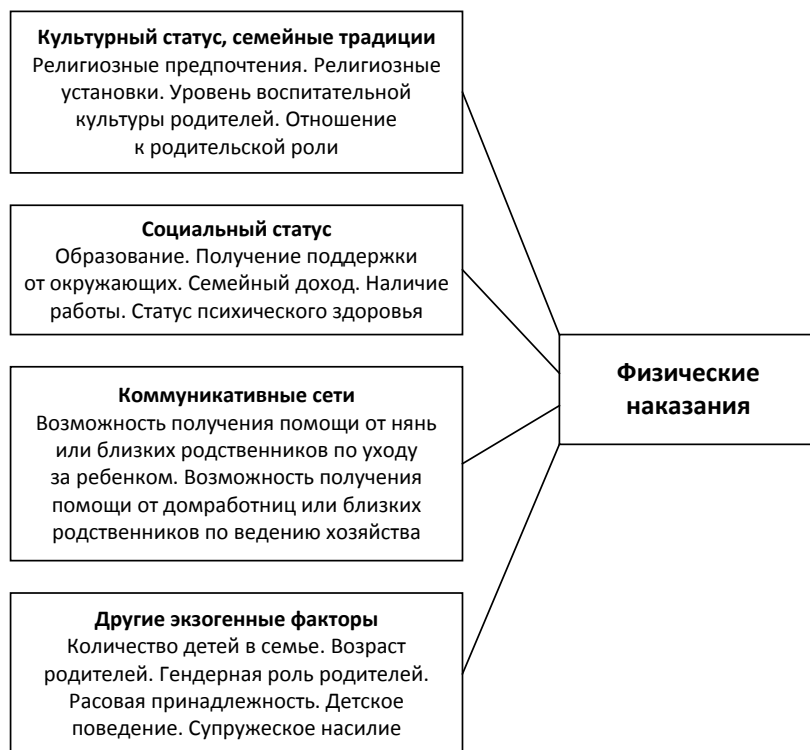 Культурный статус, семейные традиции
Религиозные предпочтения. Религиозные
установки. Уровень воспитательной
культуры родителей. Отношение
к родительской роли
Социальный статус
Образование. Получение поддержки
от окружающих. Семейный доход. Наличие
работы. Статус психического здоровья
Коммуникативные сети
Возможность получения помощи от нянь
или близких родственников по уходу
за ребенком. Возможность получения
помощи от домработниц или близких
родственников по ведению хозяйства
Другие экзогенные факторы
Количество детей в семье. Возраст
родителей. Гендерная роль родителей.
Расовая принадлежность. Детское
поведение. Супружеское насилие
Физические
наказания